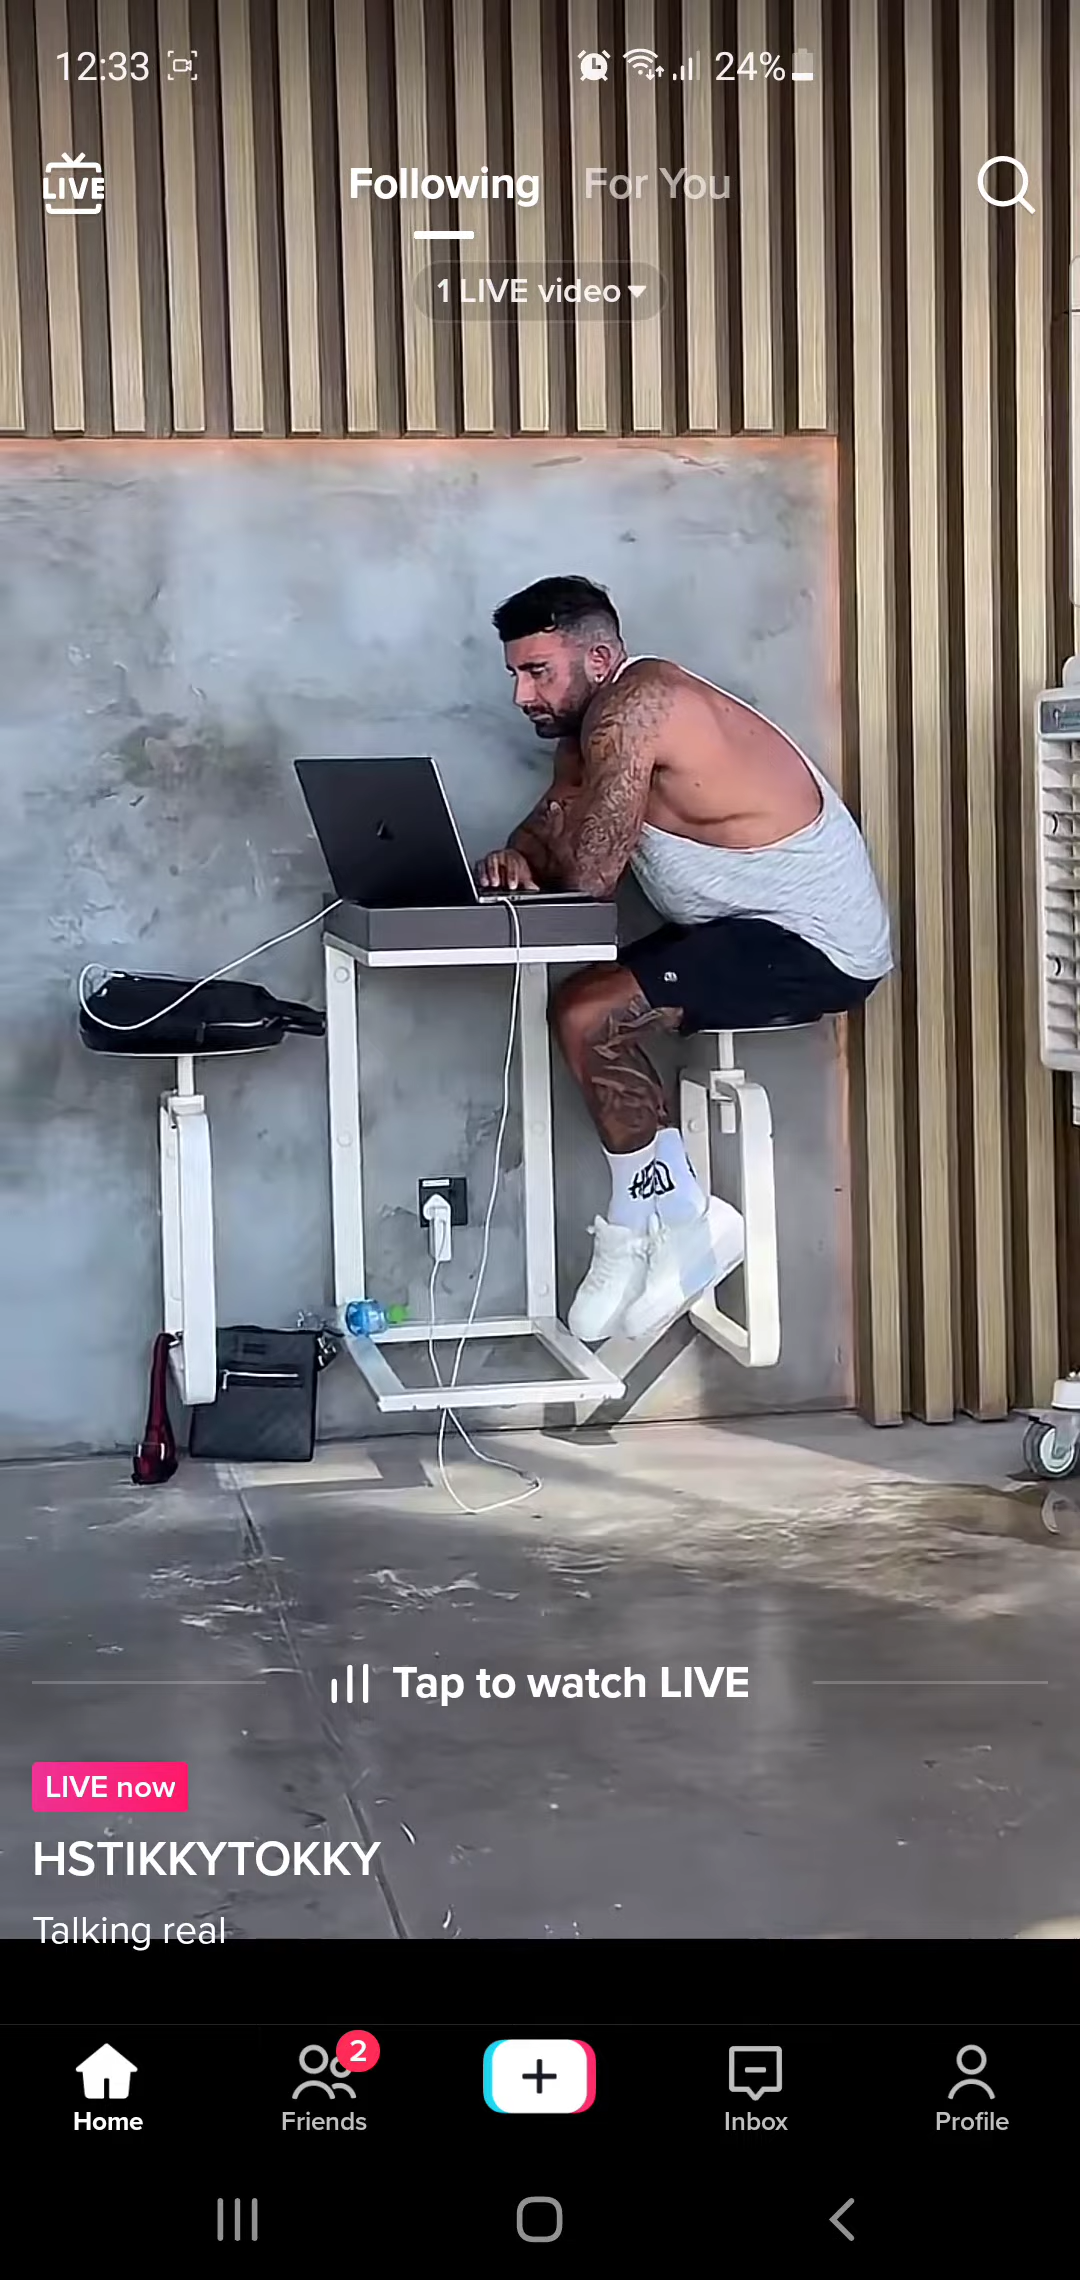 12:33
24%
LIVE
Following
For You
1 LIVE video
Tap to watch LIVE
LIVE now
HSTIKKYTOKKY
Talking real
2
Home
Friends
Inbox
Profile